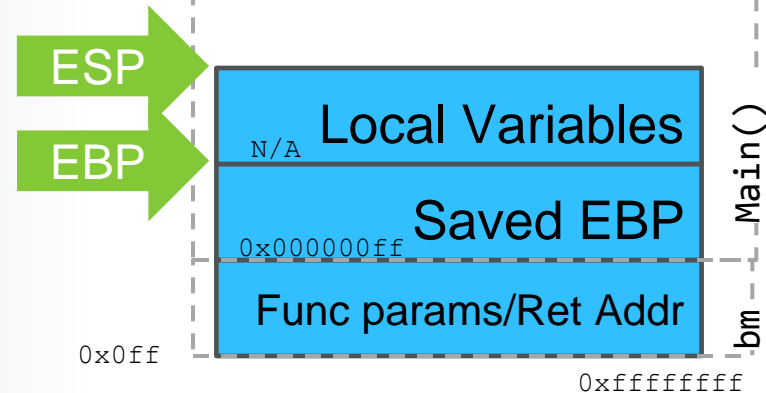 ESP
Local Variables
N/A
EBP
Main()
Saved EBP
0x000000ff
Func params/Ret Addr
bm
0x0ff
0xffffffff